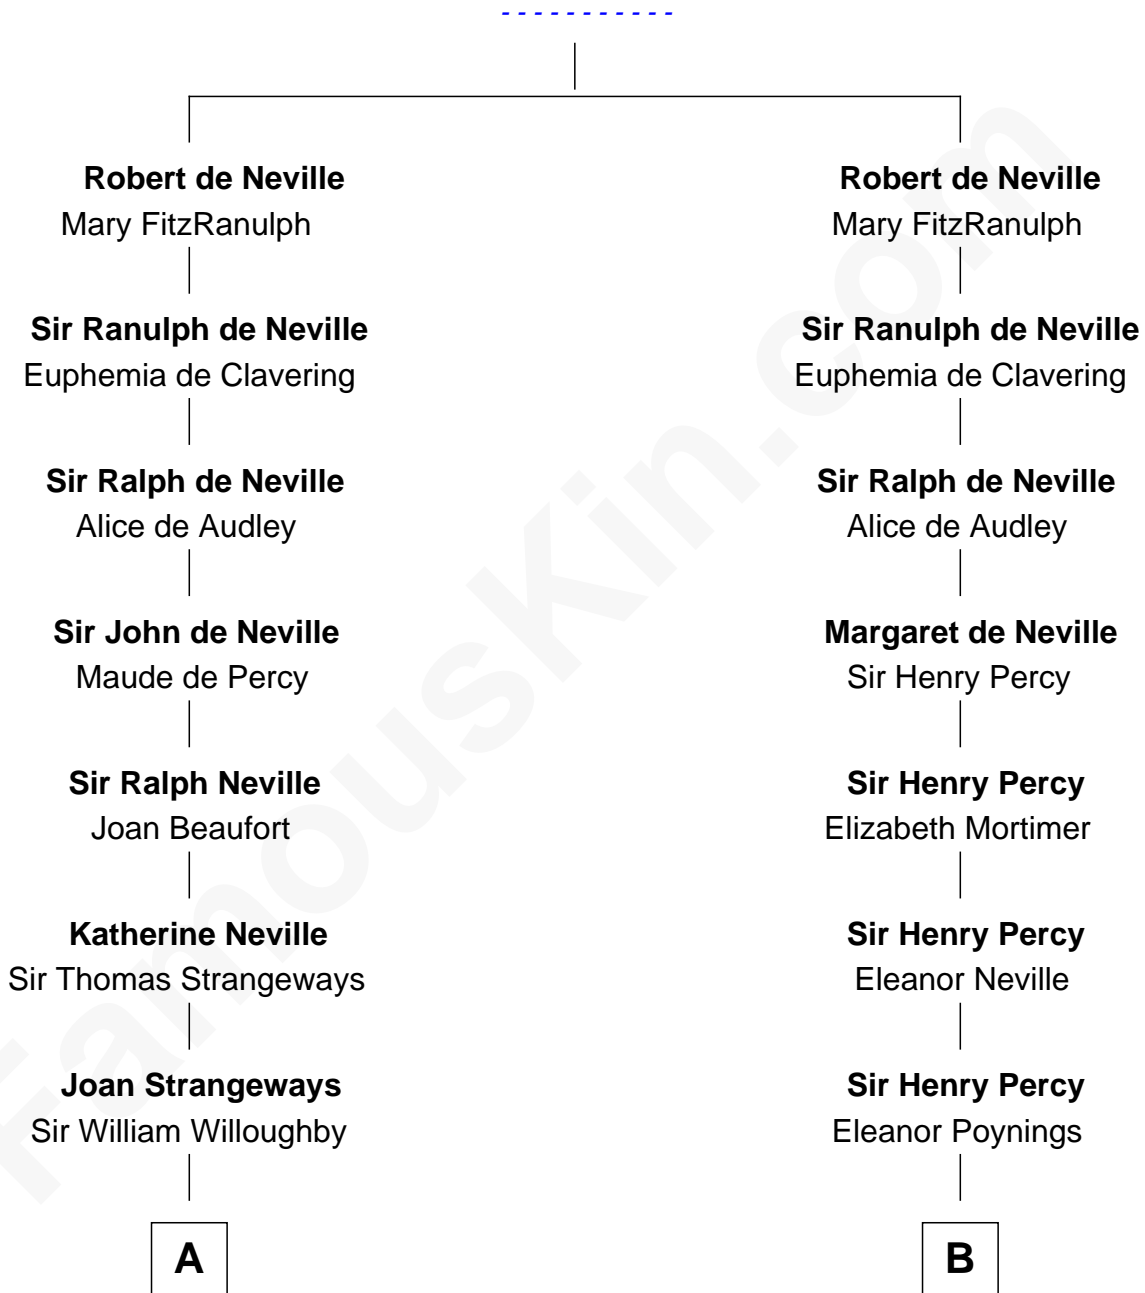 - - - - - - - - - - -
Robert de Neville
Mary FitzRanulph
Sir Ranulph de Neville
Euphemia de Clavering
Sir Ralph de Neville
Alice de Audley
Sir John de Neville
Maude de Percy
Sir Ralph Neville
Joan Beaufort
Katherine Neville
Sir Thomas Strangeways
Joan Strangeways
Sir William Willoughby
A
Robert de Neville
Mary FitzRanulph
Sir Ranulph de Neville
Euphemia de Clavering
Sir Ralph de Neville
Alice de Audley
Margaret de Neville
Sir Henry Percy
Sir Henry Percy
Elizabeth Mortimer
Sir Henry Percy
Eleanor Neville
Sir Henry Percy
Eleanor Poynings
B
FamousKin.com